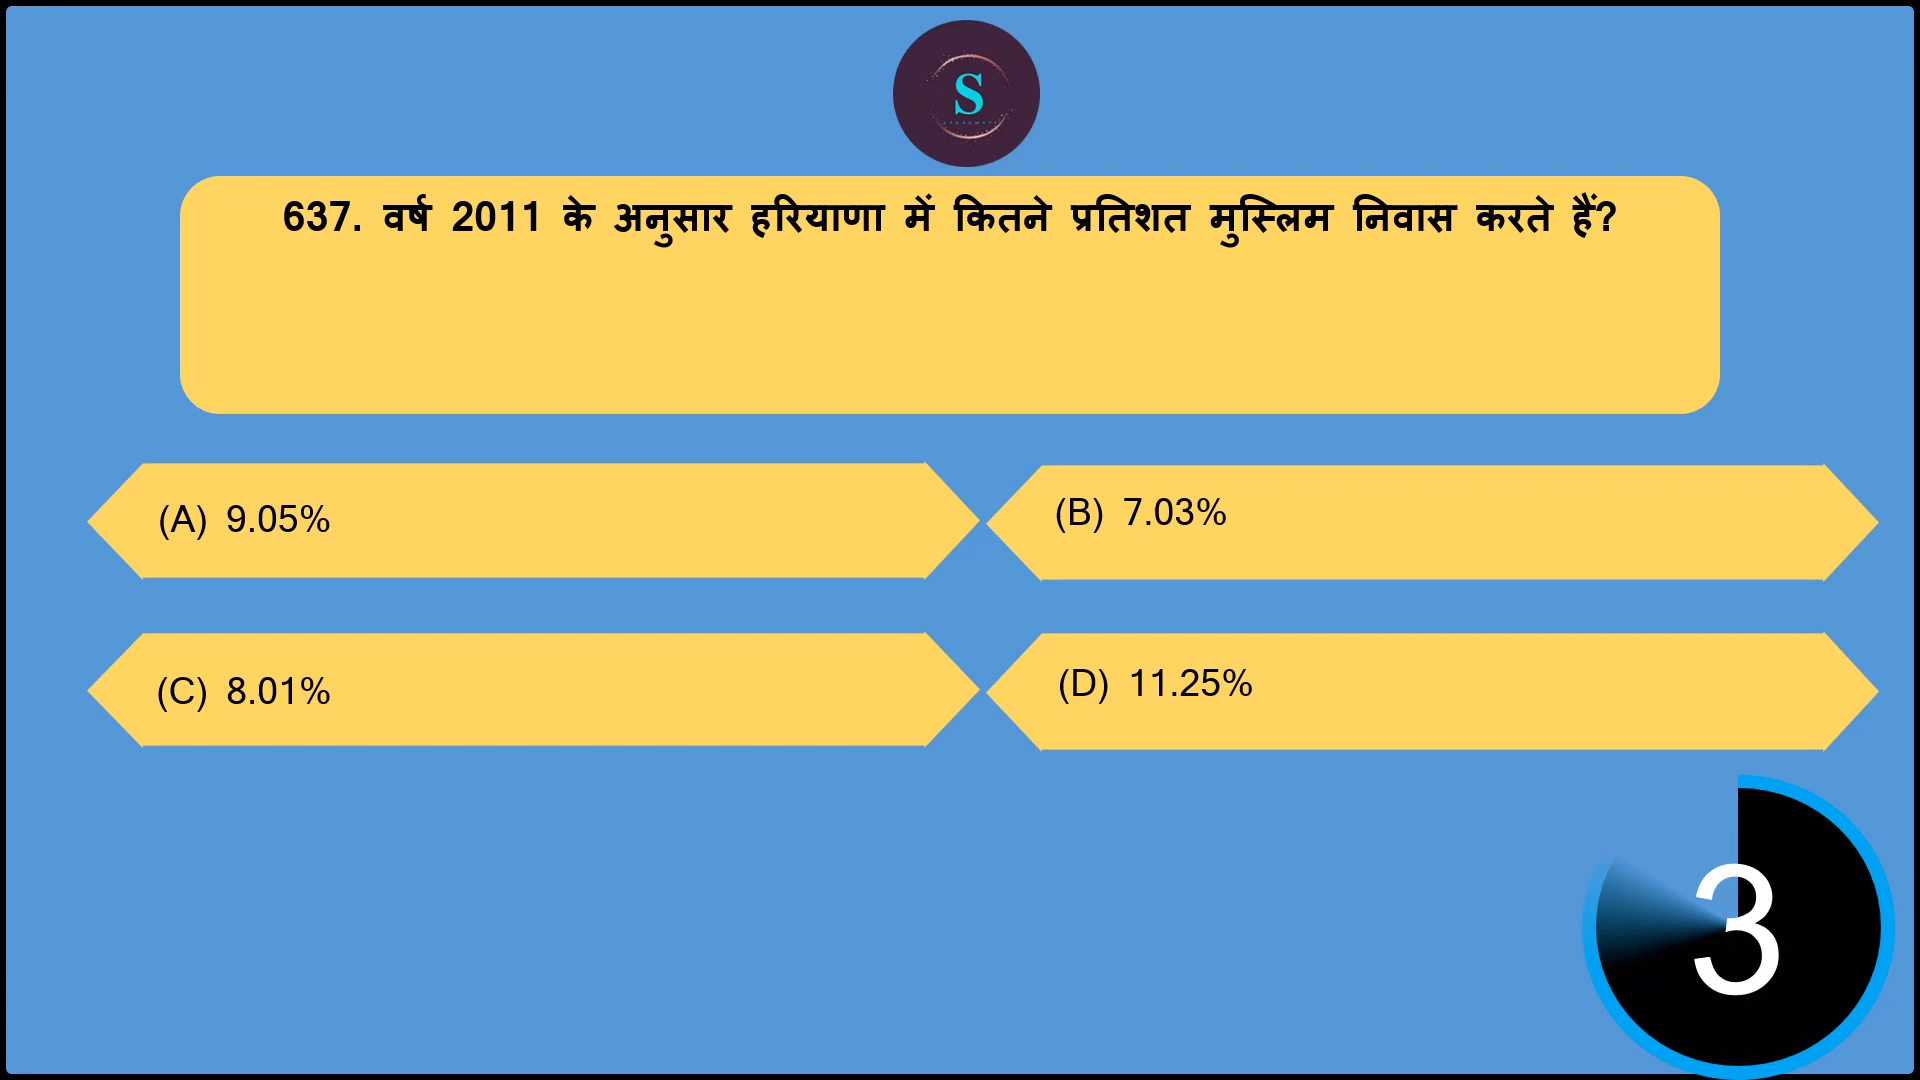 S
637. वर्ष 2011 के अनुसार हरियाणा में कितने प्रतिशत मुस्लिम निवास करते हैं?
(A) 9.05%
(B) 7.03%
(C) 8.01%
(D) 11.25%
3